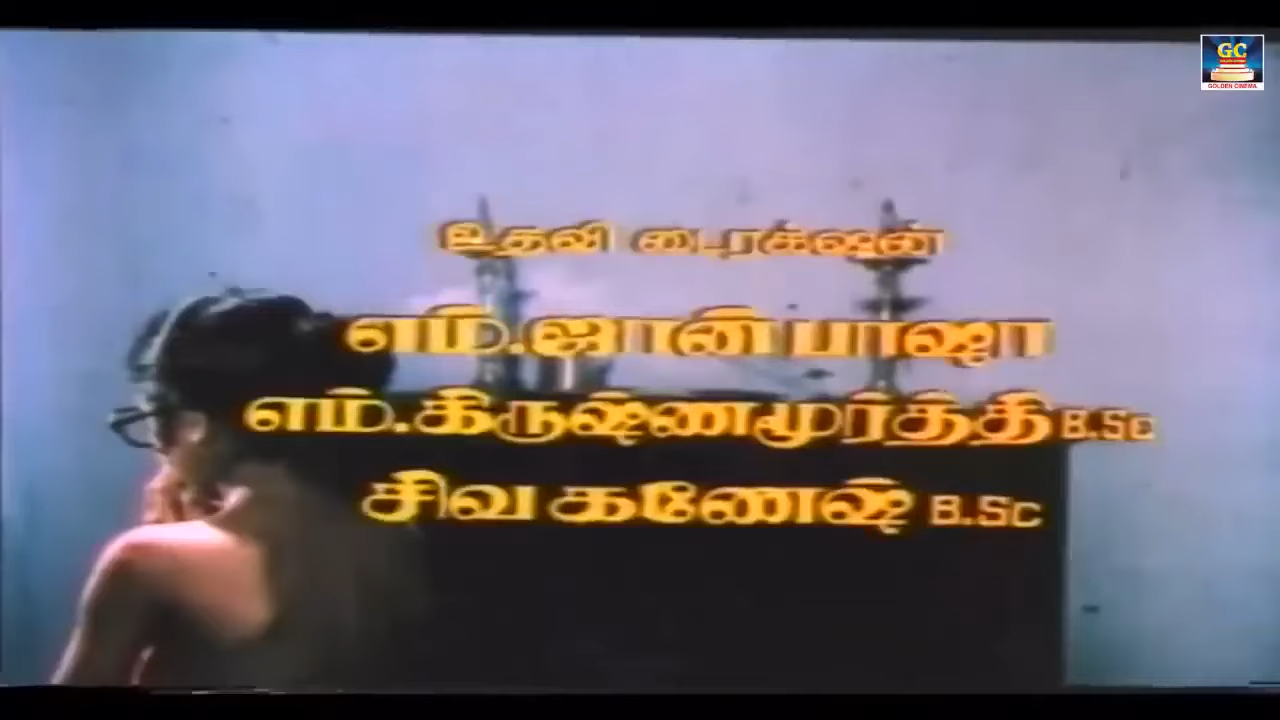 GC
GOLDEN CINEMA
உதவி டைரக்ஷன்
எம்.ஜான் பாஷா
எம்.கிருஷ்ணமூர்த்தி B.Sc
சிவ கணேஷ் B.Sc